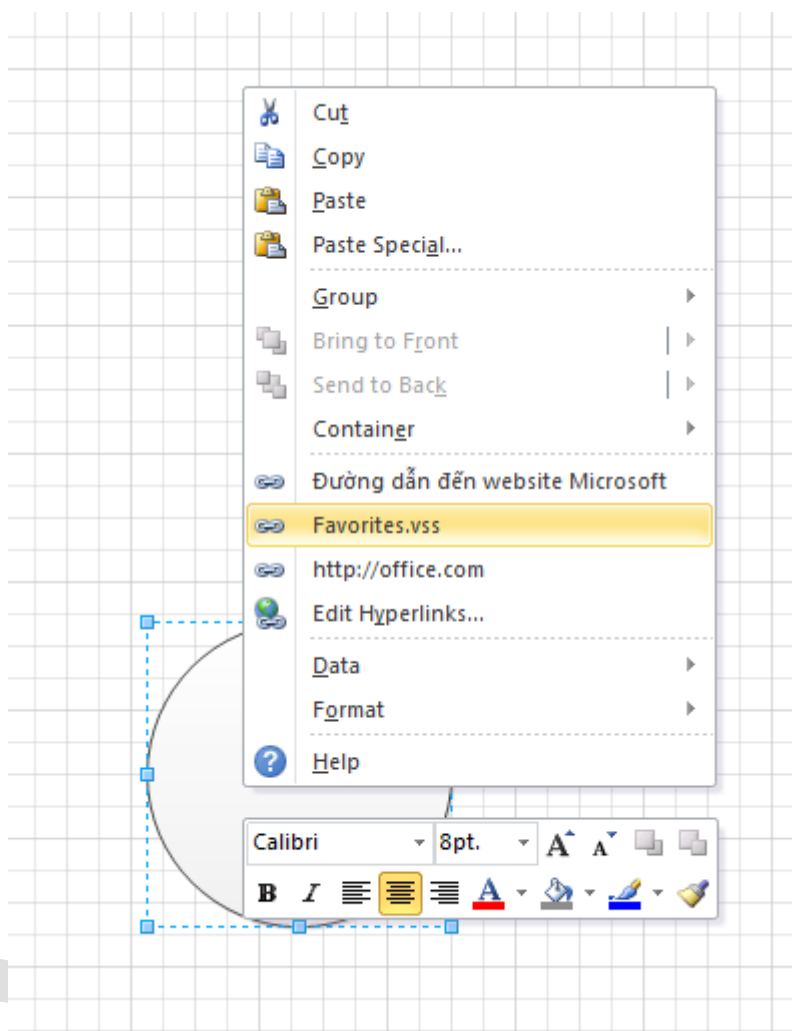 Cut
Copy
Paste
Paste Special...
Group
Bring to Front
Send to Back
Container
Đường dẫn đến website Microsoft
Favorites.vss
http://office.com
Edit Hyperlinks...
Data
Format
Help
Calibri 8pt. A A
B I A